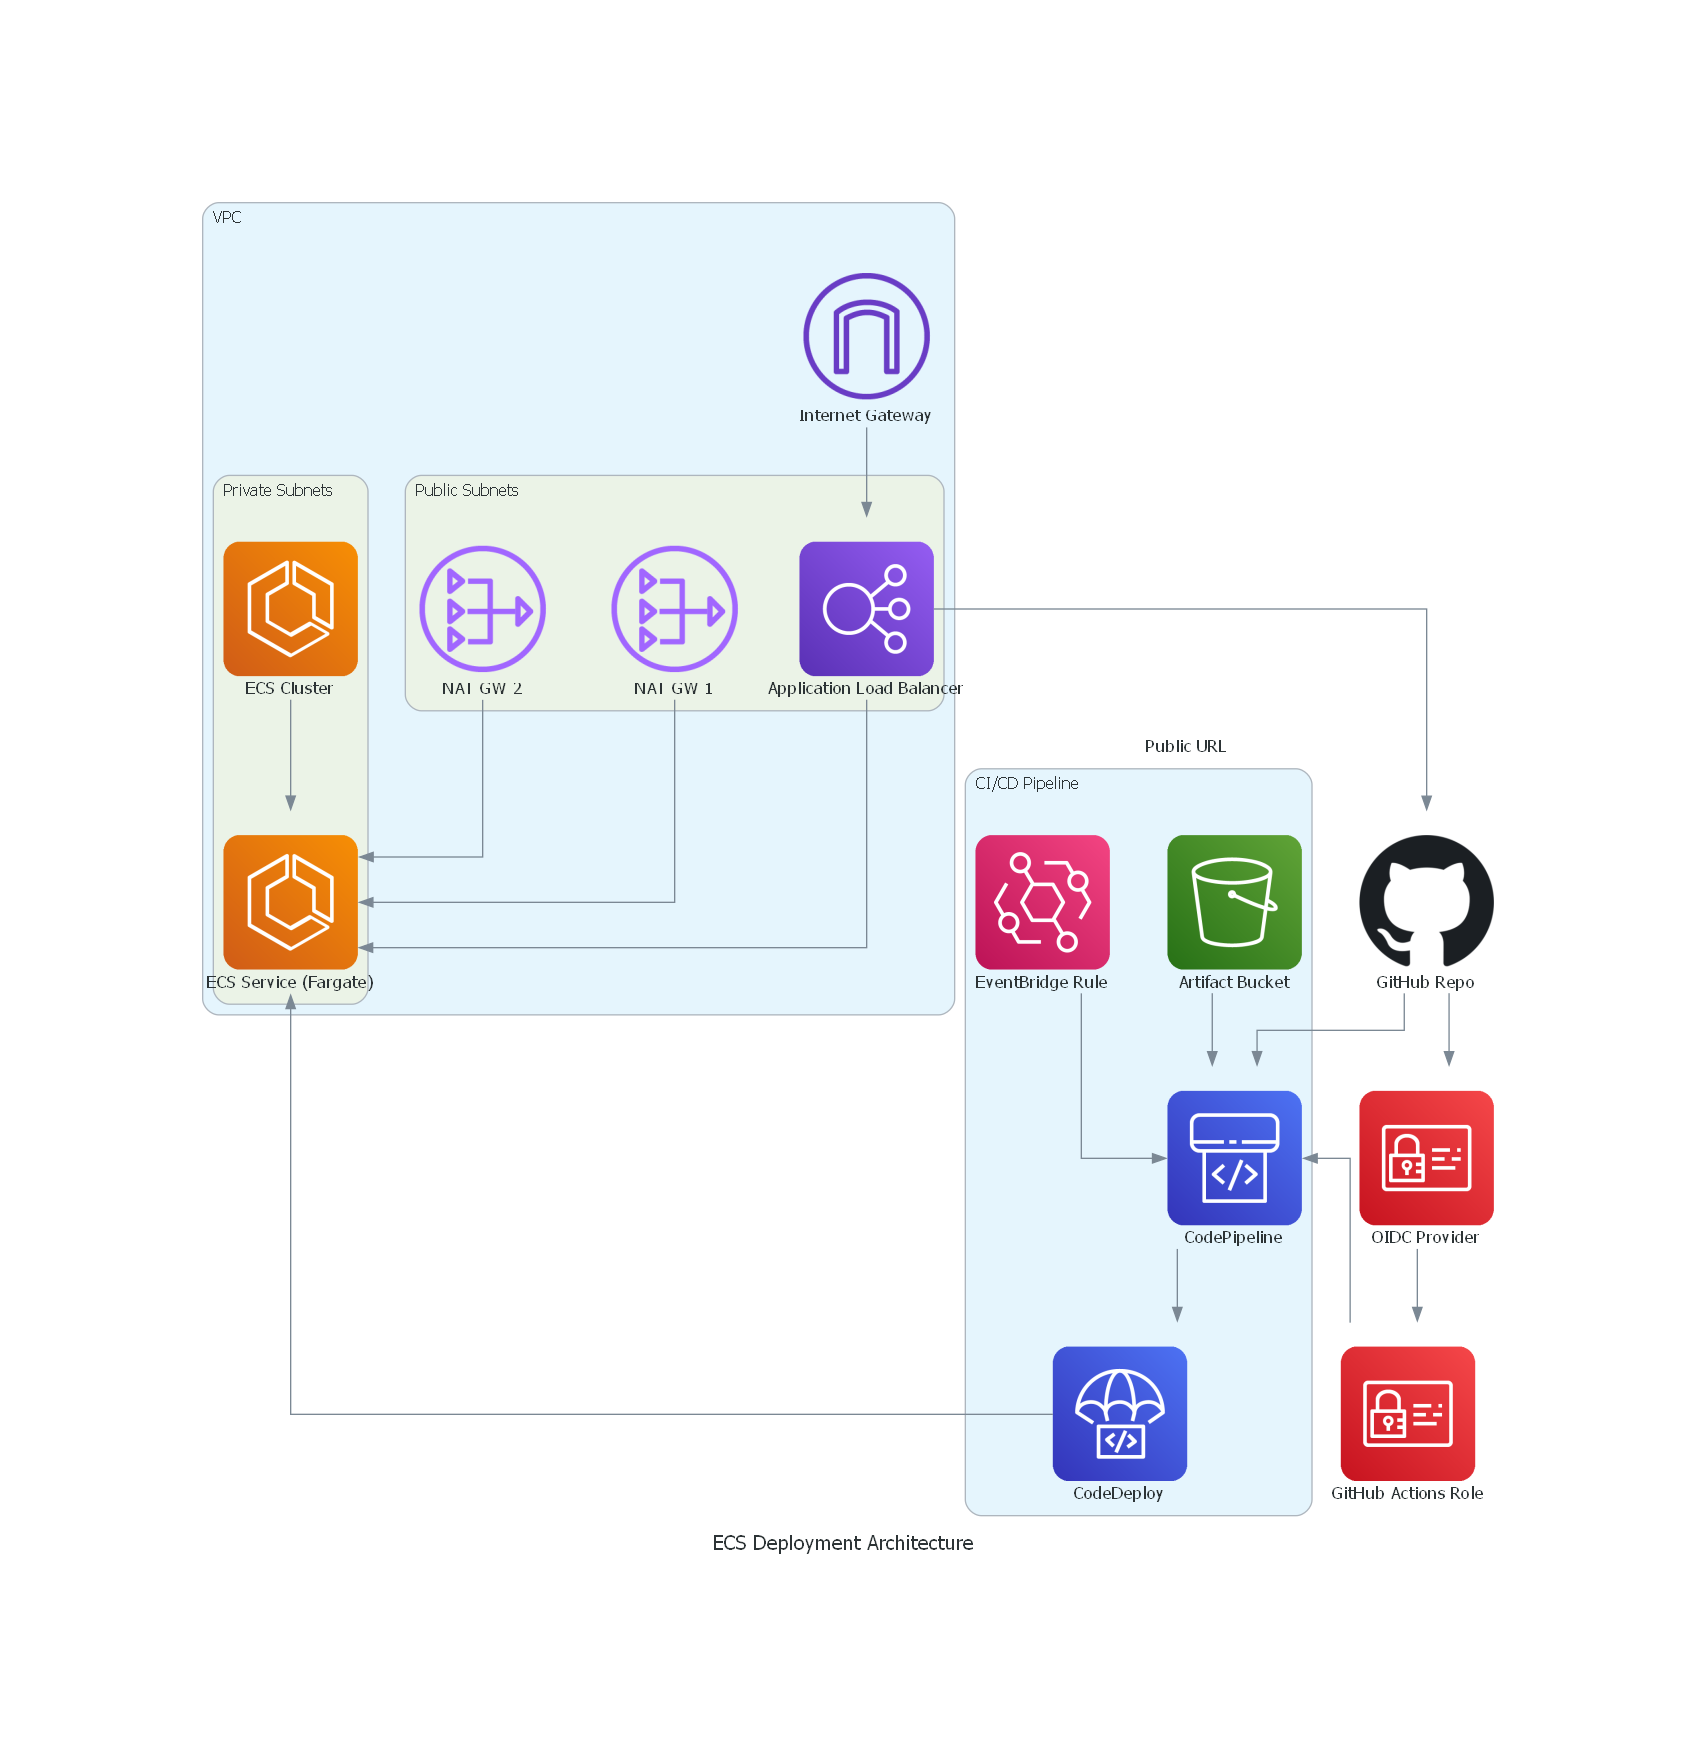 VPC
Internet Gateway
Private Subnets
Public Subnets
ECS Cluster
NAT GW 2
NAT GW 1
Application Load Balancer
Public URL
CI/CD Pipeline
ECS Service (Fargate)
EventBridge Rule
Artifact Bucket
GitHub Repo
CodePipeline
OIDC Provider
CodeDeploy
GitHub Actions Role
ECS Deployment Architecture